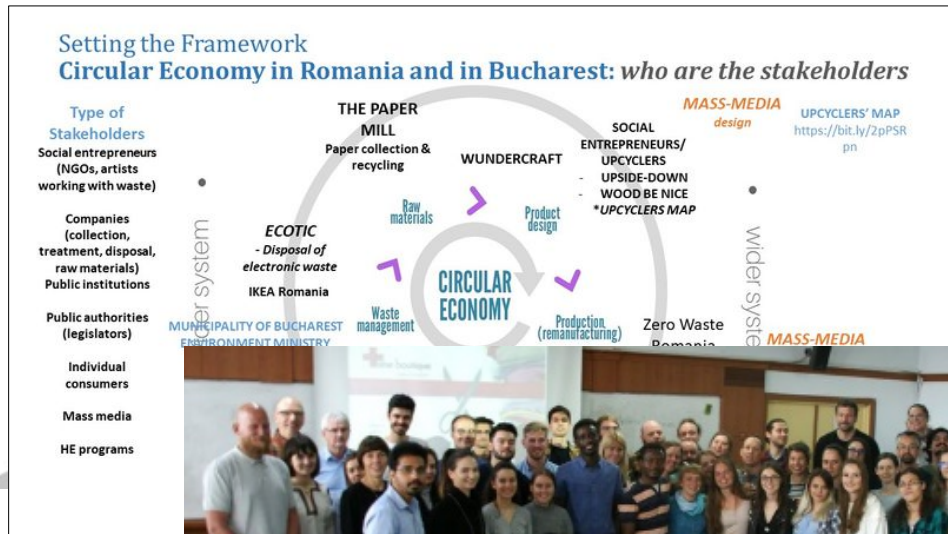 Setting the Framework
Circular Economy in Romania and in Bucharest: who are the stakeholders
Type of
Stakeholders
Social entrepreneurs
(NGOs, artists
working with waste)
Companies
(collection,
treatment, disposal,
raw materials)
Public institutions
Public authorities
(legislators)
Individual
consumers
Mass media
HE programs
THE PAPER
MILL
Paper collection &
recycling
WUNDERCRAFT
SOCIAL
ENTREPRENEURS/
UPCYCLERS
- UPSIDE-DOWN
- WOOD BE NICE
*UPCYCLERS MAP
MASS-MEDIA
design
UPCYCLERS' MAP
https://bit.ly/2pPSR
pn
ECOTIC
- Disposal of
electronic waste
IKEA Romania
MUNICIPALITY OF BUCHAREST
ENVIRONMENT MINISTRY
Raw
materials
Product
design
CIRCULAR
ECONOMY
Waste
management
Production
(remanufacturing)
Zero Waste
Romania
MASS-MEDIA
system
wider